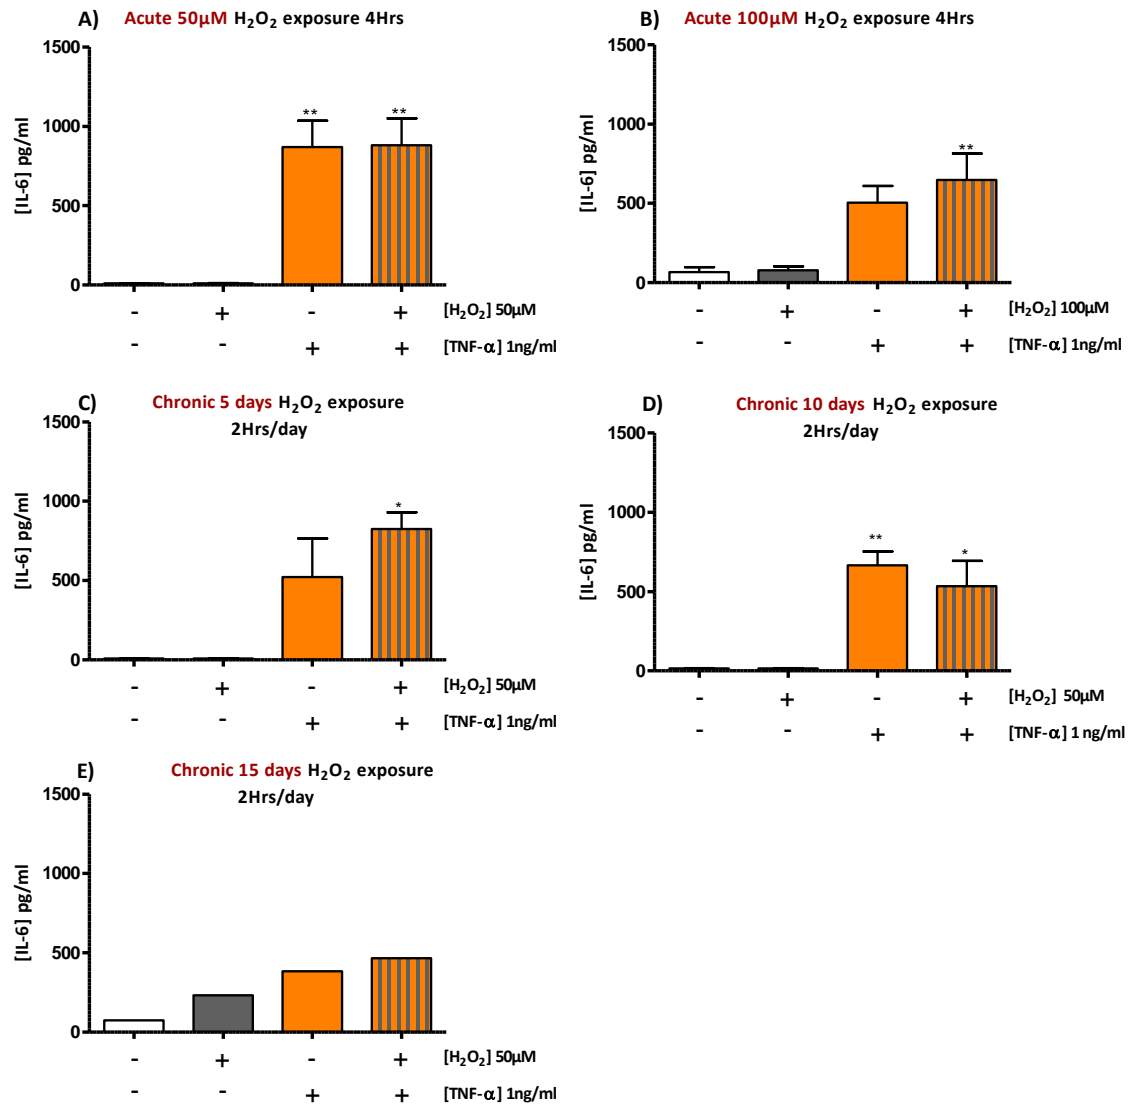 A) Acute 50µM H₂O₂ exposure 4Hrs
1500
1000
500
0
[IL-6] pg/ml
** **
- + - + [H₂O₂] 50µM
- - + + [TNF-α] 1ng/ml
B) Acute 100µM H₂O₂ exposure 4Hrs
1500
1000
500
0
[IL-6] pg/ml
**
- + - + [H₂O₂] 100µM
- - + + [TNF-α] 1ng/ml
C) Chronic 5 days H₂O₂ exposure
2Hrs/day
1500
1000
500
0
[IL-6] pg/ml
*
- + - + [H₂O₂] 50µM
- - + + [TNF-α] 1ng/ml
D) Chronic 10 days H₂O₂ exposure
2Hrs/day
1500
1000
500
0
[IL-6] pg/ml
** *
- + - + [H₂O₂] 50µM
- - + + [TNF-α] 1 ng/ml
E) Chronic 15 days H₂O₂ exposure
2Hrs/day
1500
1000
500
0
[IL-6] pg/ml
- + - + [H₂O₂] 50µM
- - + + [TNF-α] 1ng/ml